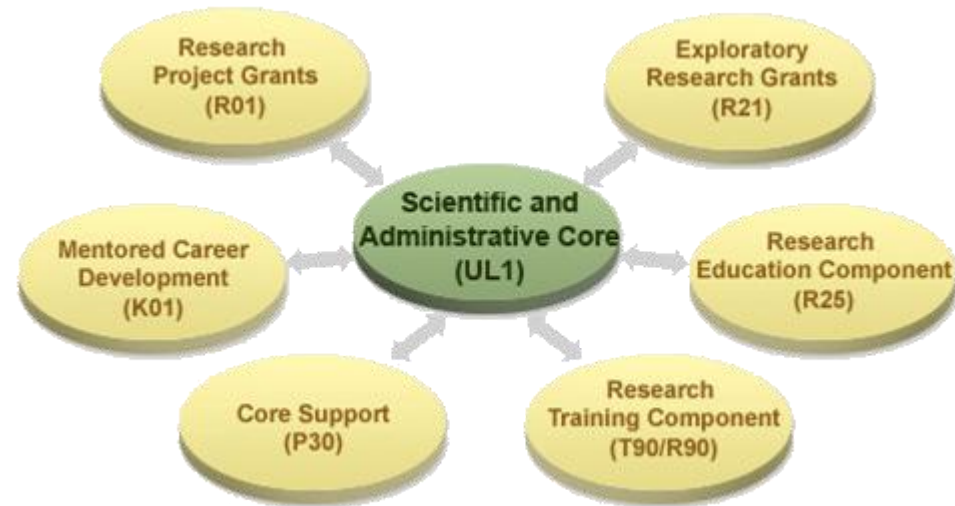 Research
Project Grants
(R01)
Exploratory
Research Grants
(R21)
Scientific and
Administrative Core
(UL1)
Mentored Career
Development
(K01)
Research
Education Component
(R25)
Core Support
(P30)
Research
Training Component
(T90/R90)